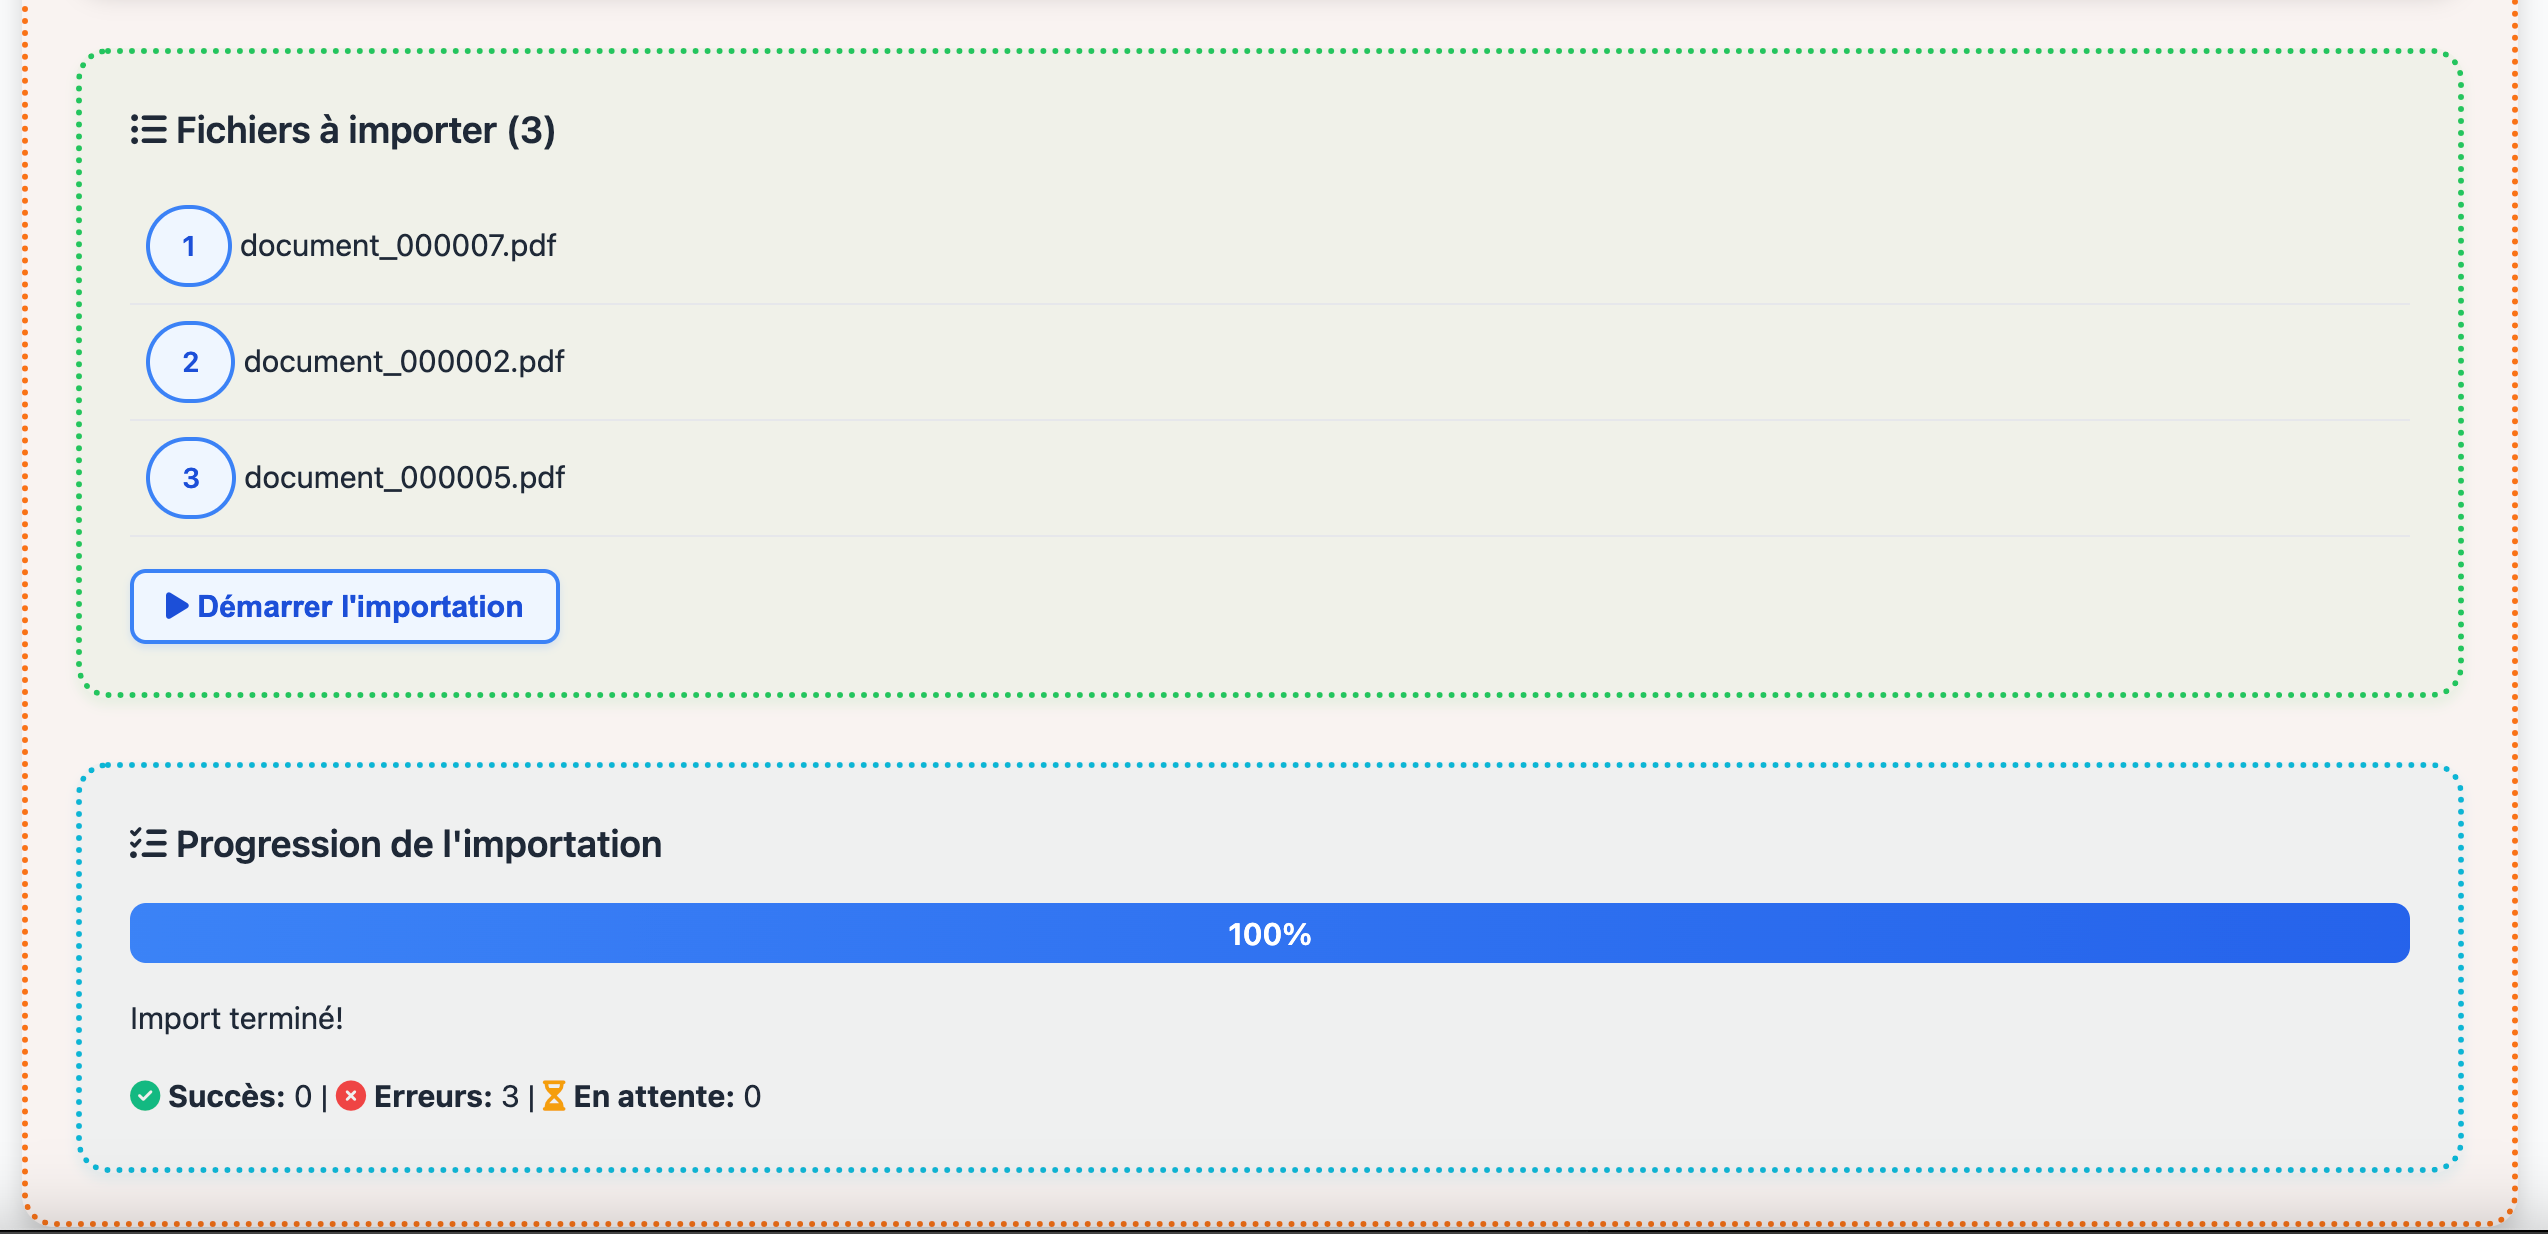 Fichiers à importer (3)
1 document_000007.pdf
2 document_000002.pdf
3 document_000005.pdf
Démarrer l'importation
Progression de l'importation
100%
Import terminé!
Succès: 0 | Erreurs: 3 | En attente: 0